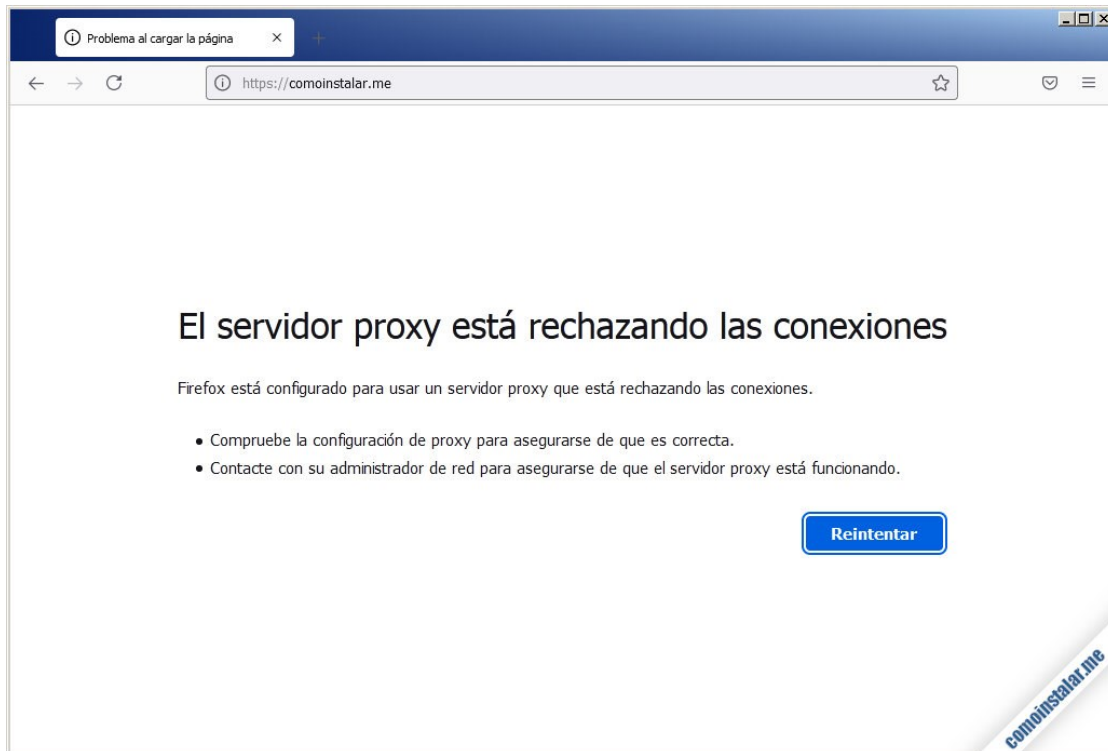 Problema al cargar la página
https://comoinstalar.me
El servidor proxy está rechazando las conexiones
Firefox está configurado para usar un servidor proxy que está rechazando las conexiones.
Compruebe la configuración de proxy para asegurarse de que es correcta.
Contacte con su administrador de red para asegurarse de que el servidor proxy está funcionando.
Reintentar
comoinstalar.me